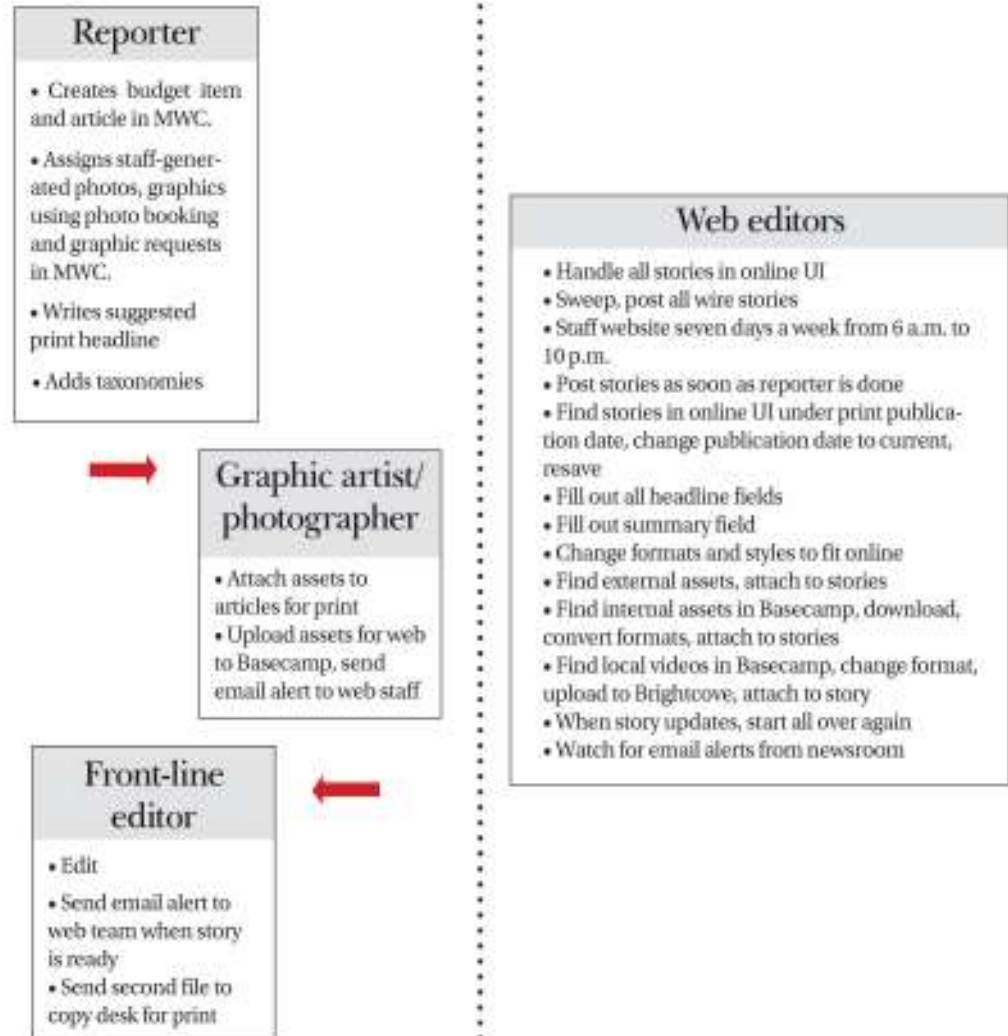 Reporter
• Creates budget item
and article in MWC.
• Assigns staff-gener-
ated photos, graphics
using photo booking
and graphic requests
in MWC.
• Writes suggested
print headline
• Adds taxonomies
Graphic artist/
photographer
• Attach assets to
articles for print
• Upload assets for web
to Basecamp, send
email alert to web staff
Front-line
editor
• Edit
• Send email alert to
web team when story
is ready
• Send second file to
copy desk for print
Web editors
• Handle all stories in online UI
• Sweep, post all wire stories
• Staff website seven days a week from 6 a.m. to
10 p.m.
• Post stories as soon as reporter is done
• Find stories in online UI under print publica-
tion date, change publication date to current,
resave
• Fill out all headline fields
• Fill out summary field
• Change formats and styles to fit online
• Find external assets, attach to stories
• Find internal assets in Basecamp, download,
convert formats, attach to stories
• Find local videos in Basecamp, change format,
upload to Brightcove, attach to story
• When story updates, start all over again
• Watch for email alerts from newsroom